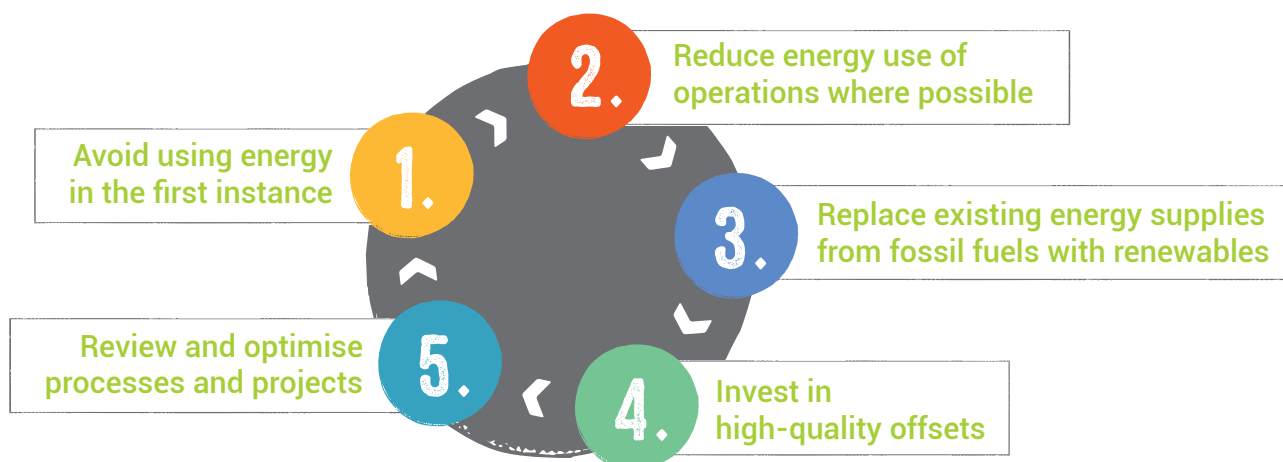 1.
Avoid using energy
in the first instance
2.
Reduce energy use of
operations where possible
3.
Replace existing energy supplies
from fossil fuels with renewables
4.
Invest in
high-quality offsets
5.
Review and optimise
processes and projects